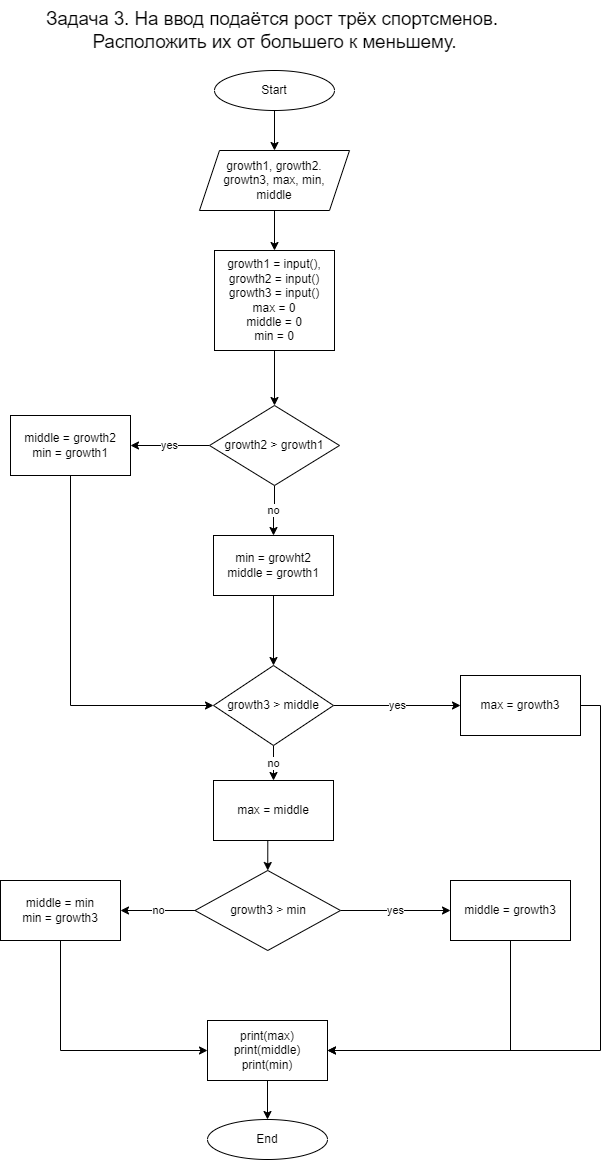 Задача 3. На ввод подаётся рост трёх спортсменов.
Расположить их от большего к меньшему.
Start
growth1, growth2.
growtn3, max, min,
middle
growth1 = input(),
growth2 = input()
growth3 = input()
max = 0
middle = 0
min = 0
growth2 > growth1
yes
middle = growth2
min = growth1
no
min = growht2
middle = growth1
growth3 > middle
yes
max = growth3
no
max = middle
growth3 > min
no
middle = min
min = growth3
yes
middle = growth3
print(max)
print(middle)
print(min)
End